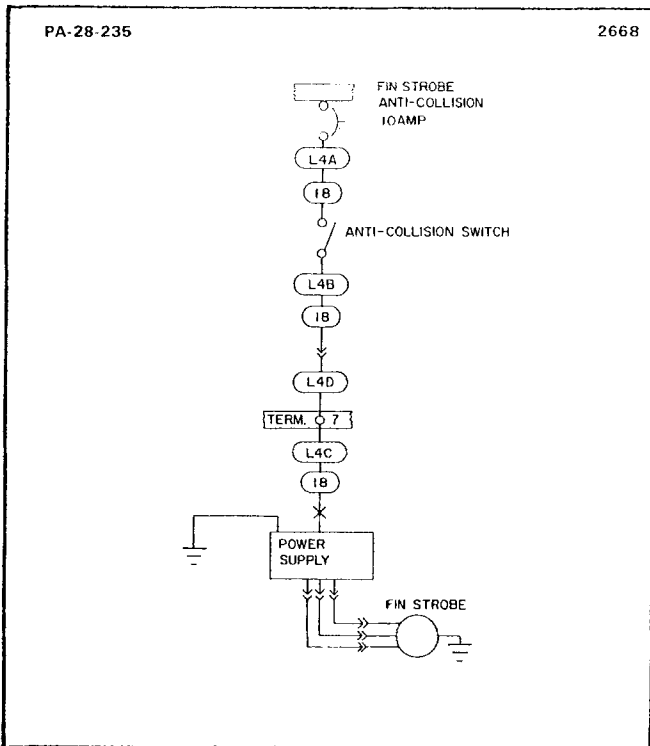 PA-28-235
2668
FIN STROBE
ANTI-COLLISION
10AMP
L4A
18
ANTI-COLLISION SWITCH
L4B
18
L4D
TERM. 7
L4C
18
POWER
SUPPLY
FIN STROBE